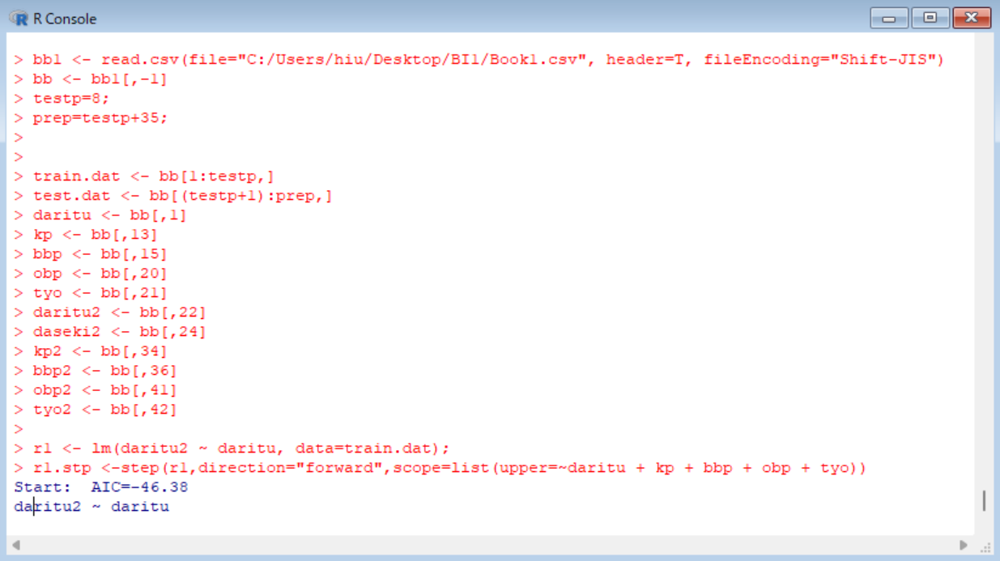 R Console
> bb1 <- read.csv(file="C:/Users/hiu/Desktop/BI1/Book1.csv", header=T, fileEncoding="Shift-JIS")
> bb <- bb1[,-1]
> testp=8;
> prep=testp+35;
>
>
> train.dat <- bb[1:testp,]
> test.dat <- bb[(testp+1):prep,]
> daritu <- bb[,1]
> kp <- bb[,13]
> bbp <- bb[,15]
> obp <- bb[,20]
> tyo <- bb[,21]
> daritu2 <- bb[,22]
> daseki2 <- bb[,24]
> kp2 <- bb[,34]
> bbp2 <- bb[,36]
> obp2 <- bb[,41]
> tyo2 <- bb[,42]
>
> r1 <- lm(daritu2 ~ daritu, data=train.dat);
> r1.stp <-step(r1,direction="forward",scope=list(upper=~daritu + kp + bbp + obp + tyo))
Start:  AIC=-46.38
daritu2 ~ daritu